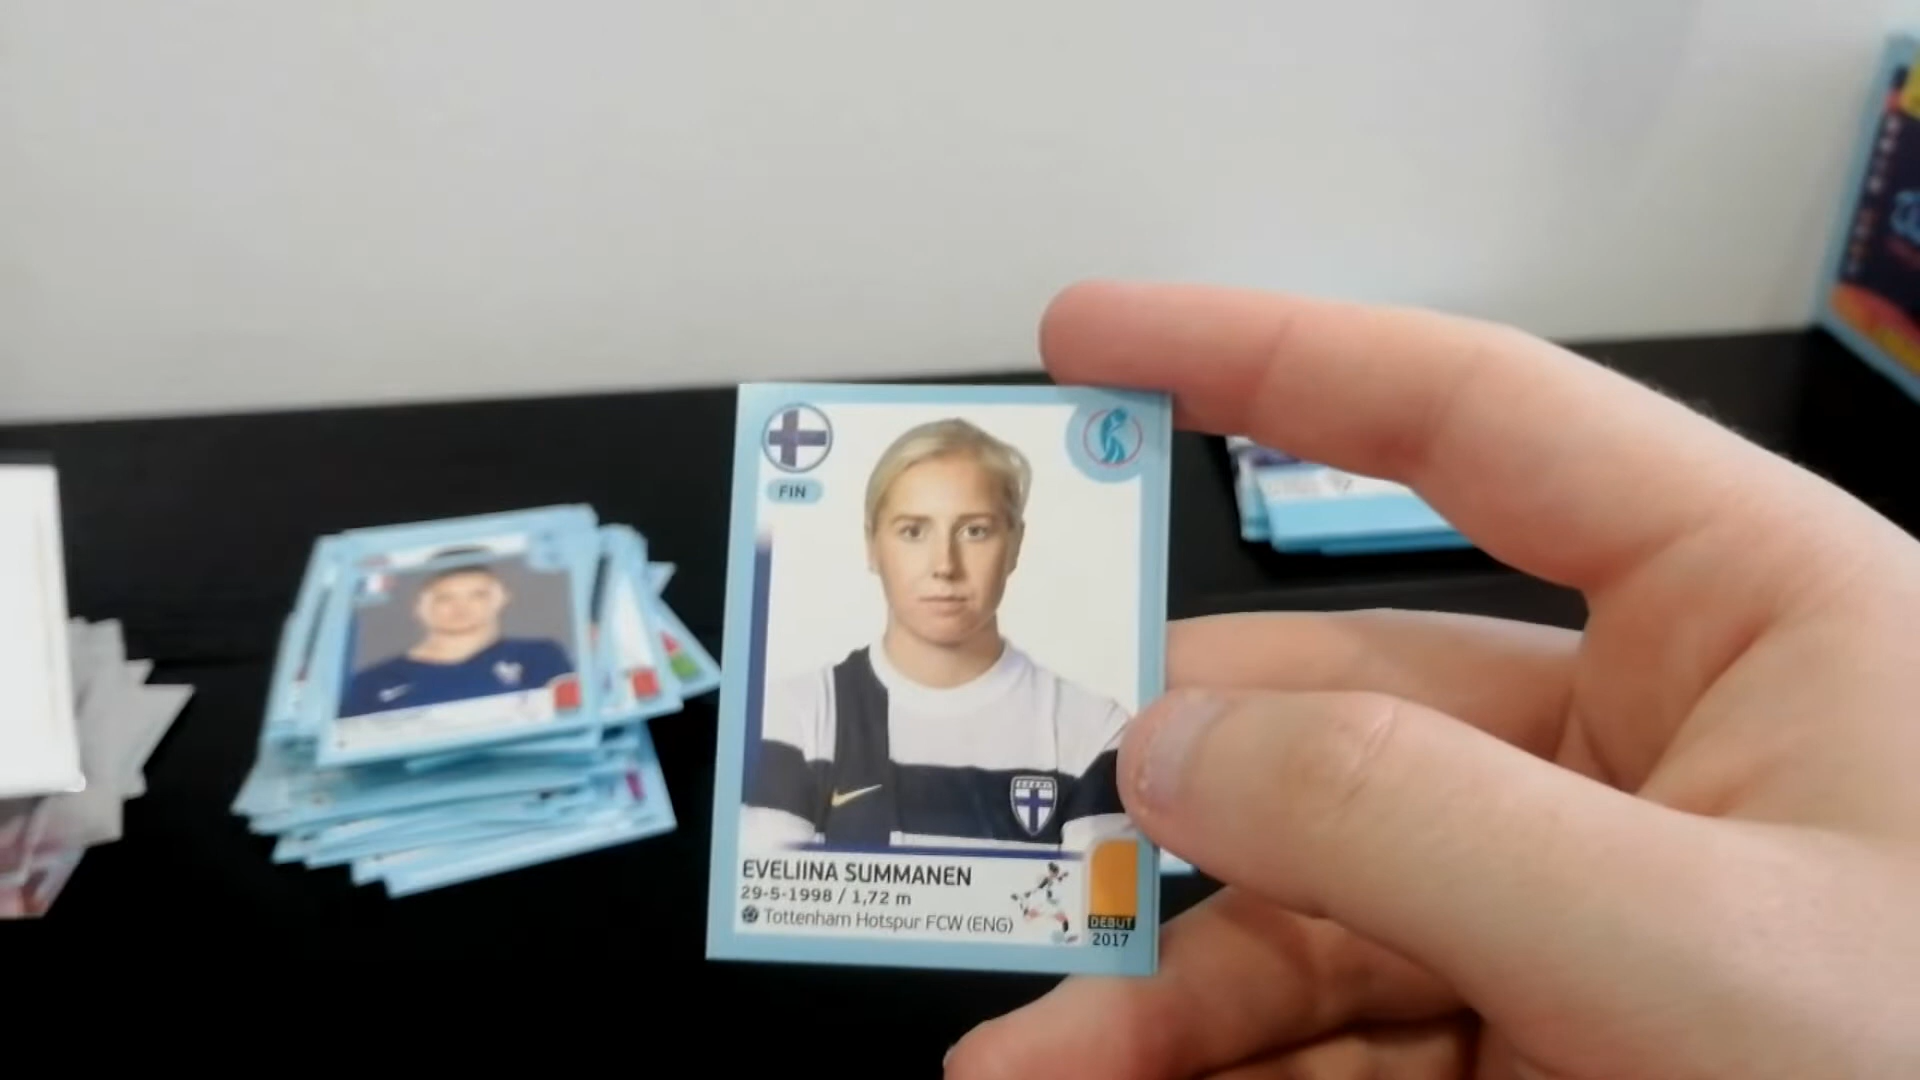 FIN
EVELIINA SUMMANEN
29-5-1998 / 1,72 m
Tottenham Hotspur FCW (ENG)
DEBUT
2017